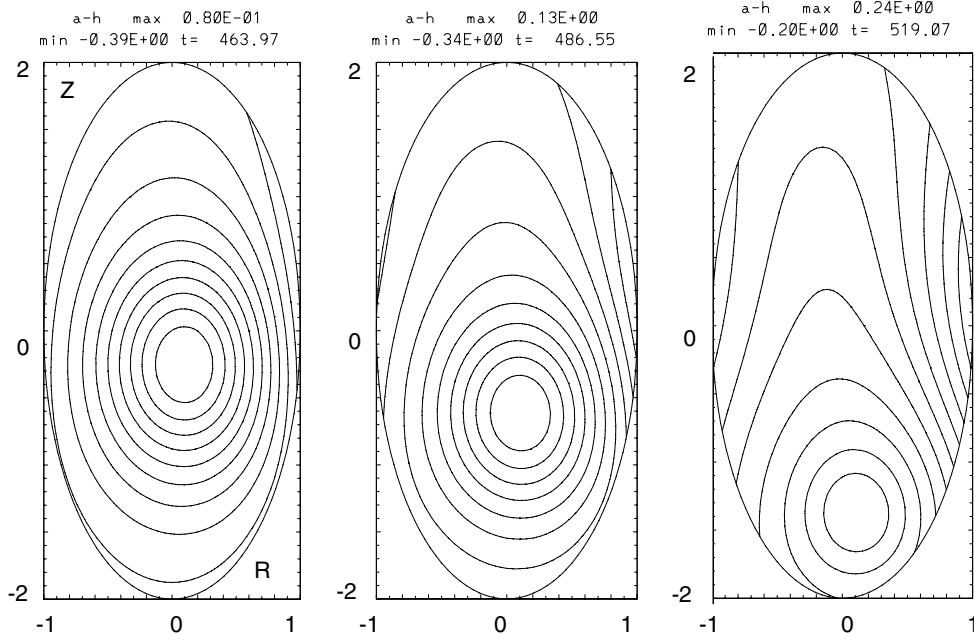 a-h max 0.80E-01
min -0.39E+00 t= 463.97
2
Z
0
R
-2
-1 0 1
a-h max 0.13E+00
min -0.34E+00 t= 486.55
2
0
-2
-1 0 1
a-h max 0.24E+00
min -0.20E+00 t= 519.07
2
0
-2
-1 0 1